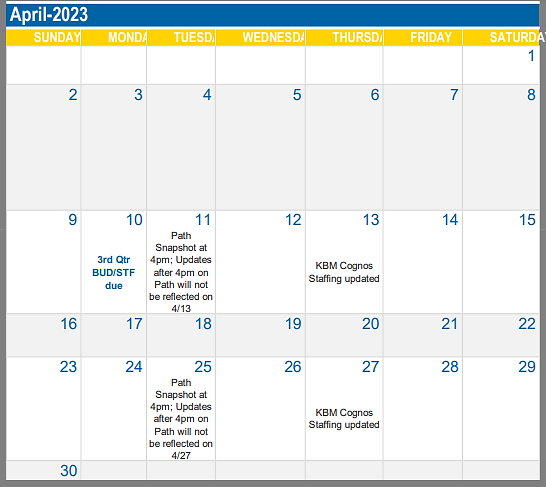 April-2023
SUNDAY MONDA TUESDA WEDNESDA THURSDA FRIDAY SATURDA
1
2 3 4 5 6 7 8
9 10 11 12 13 14 15
3rd Qtr
BUD/STF
due
Path
Snapshot at
4pm; Updates
after 4pm on
Path will not
be reflected on
4/13
KBM Cognos
Staffing updated
16 17 18 19 20 21 22
23 24 25 26 27 28 29
Path
Snapshot at
4pm; Updates
after 4pm on
Path will not
be reflected on
4/27
KBM Cognos
Staffing updated
30